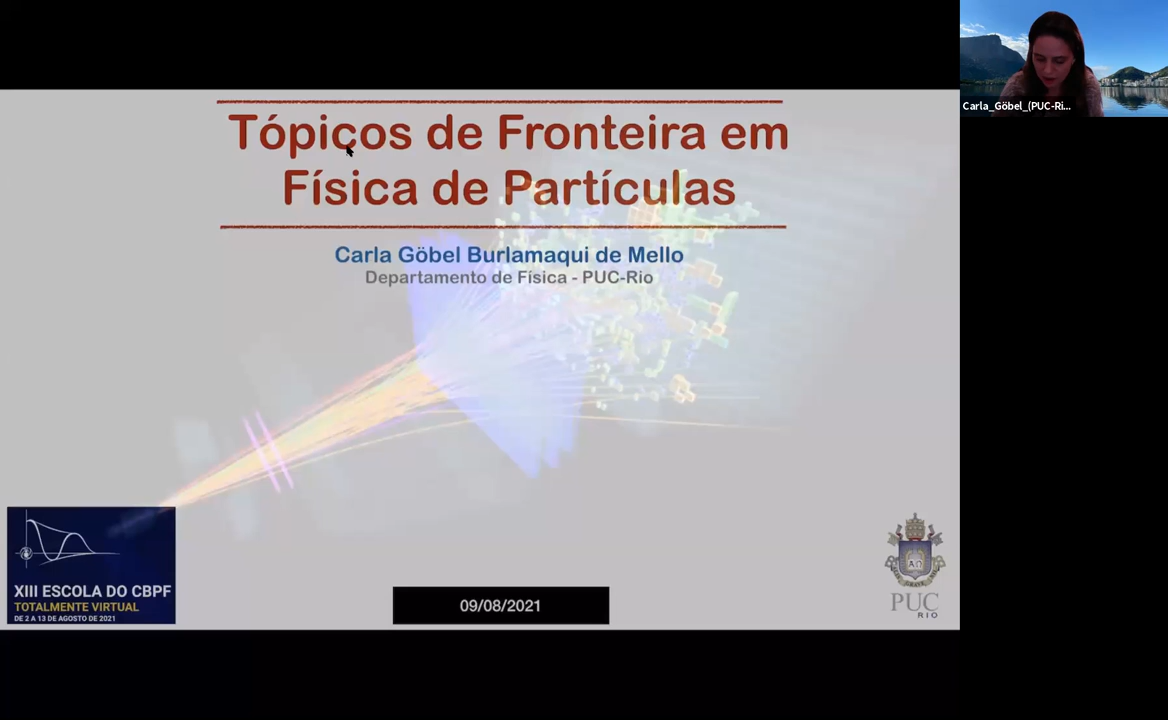 Carla_Göbel_(PUC-Ri...
Tópicos de Fronteira em
Física de Partículas
Carla Göbel Burlamaqui de Mello
Departamento de Física - PUC-Rio
XIII ESCOLA DO CBPF
TOTALMENTE VIRTUAL
DE 2 A 13 DE AGOSTO DE 2021
09/08/2021
ΑΩ
PUC
RIO